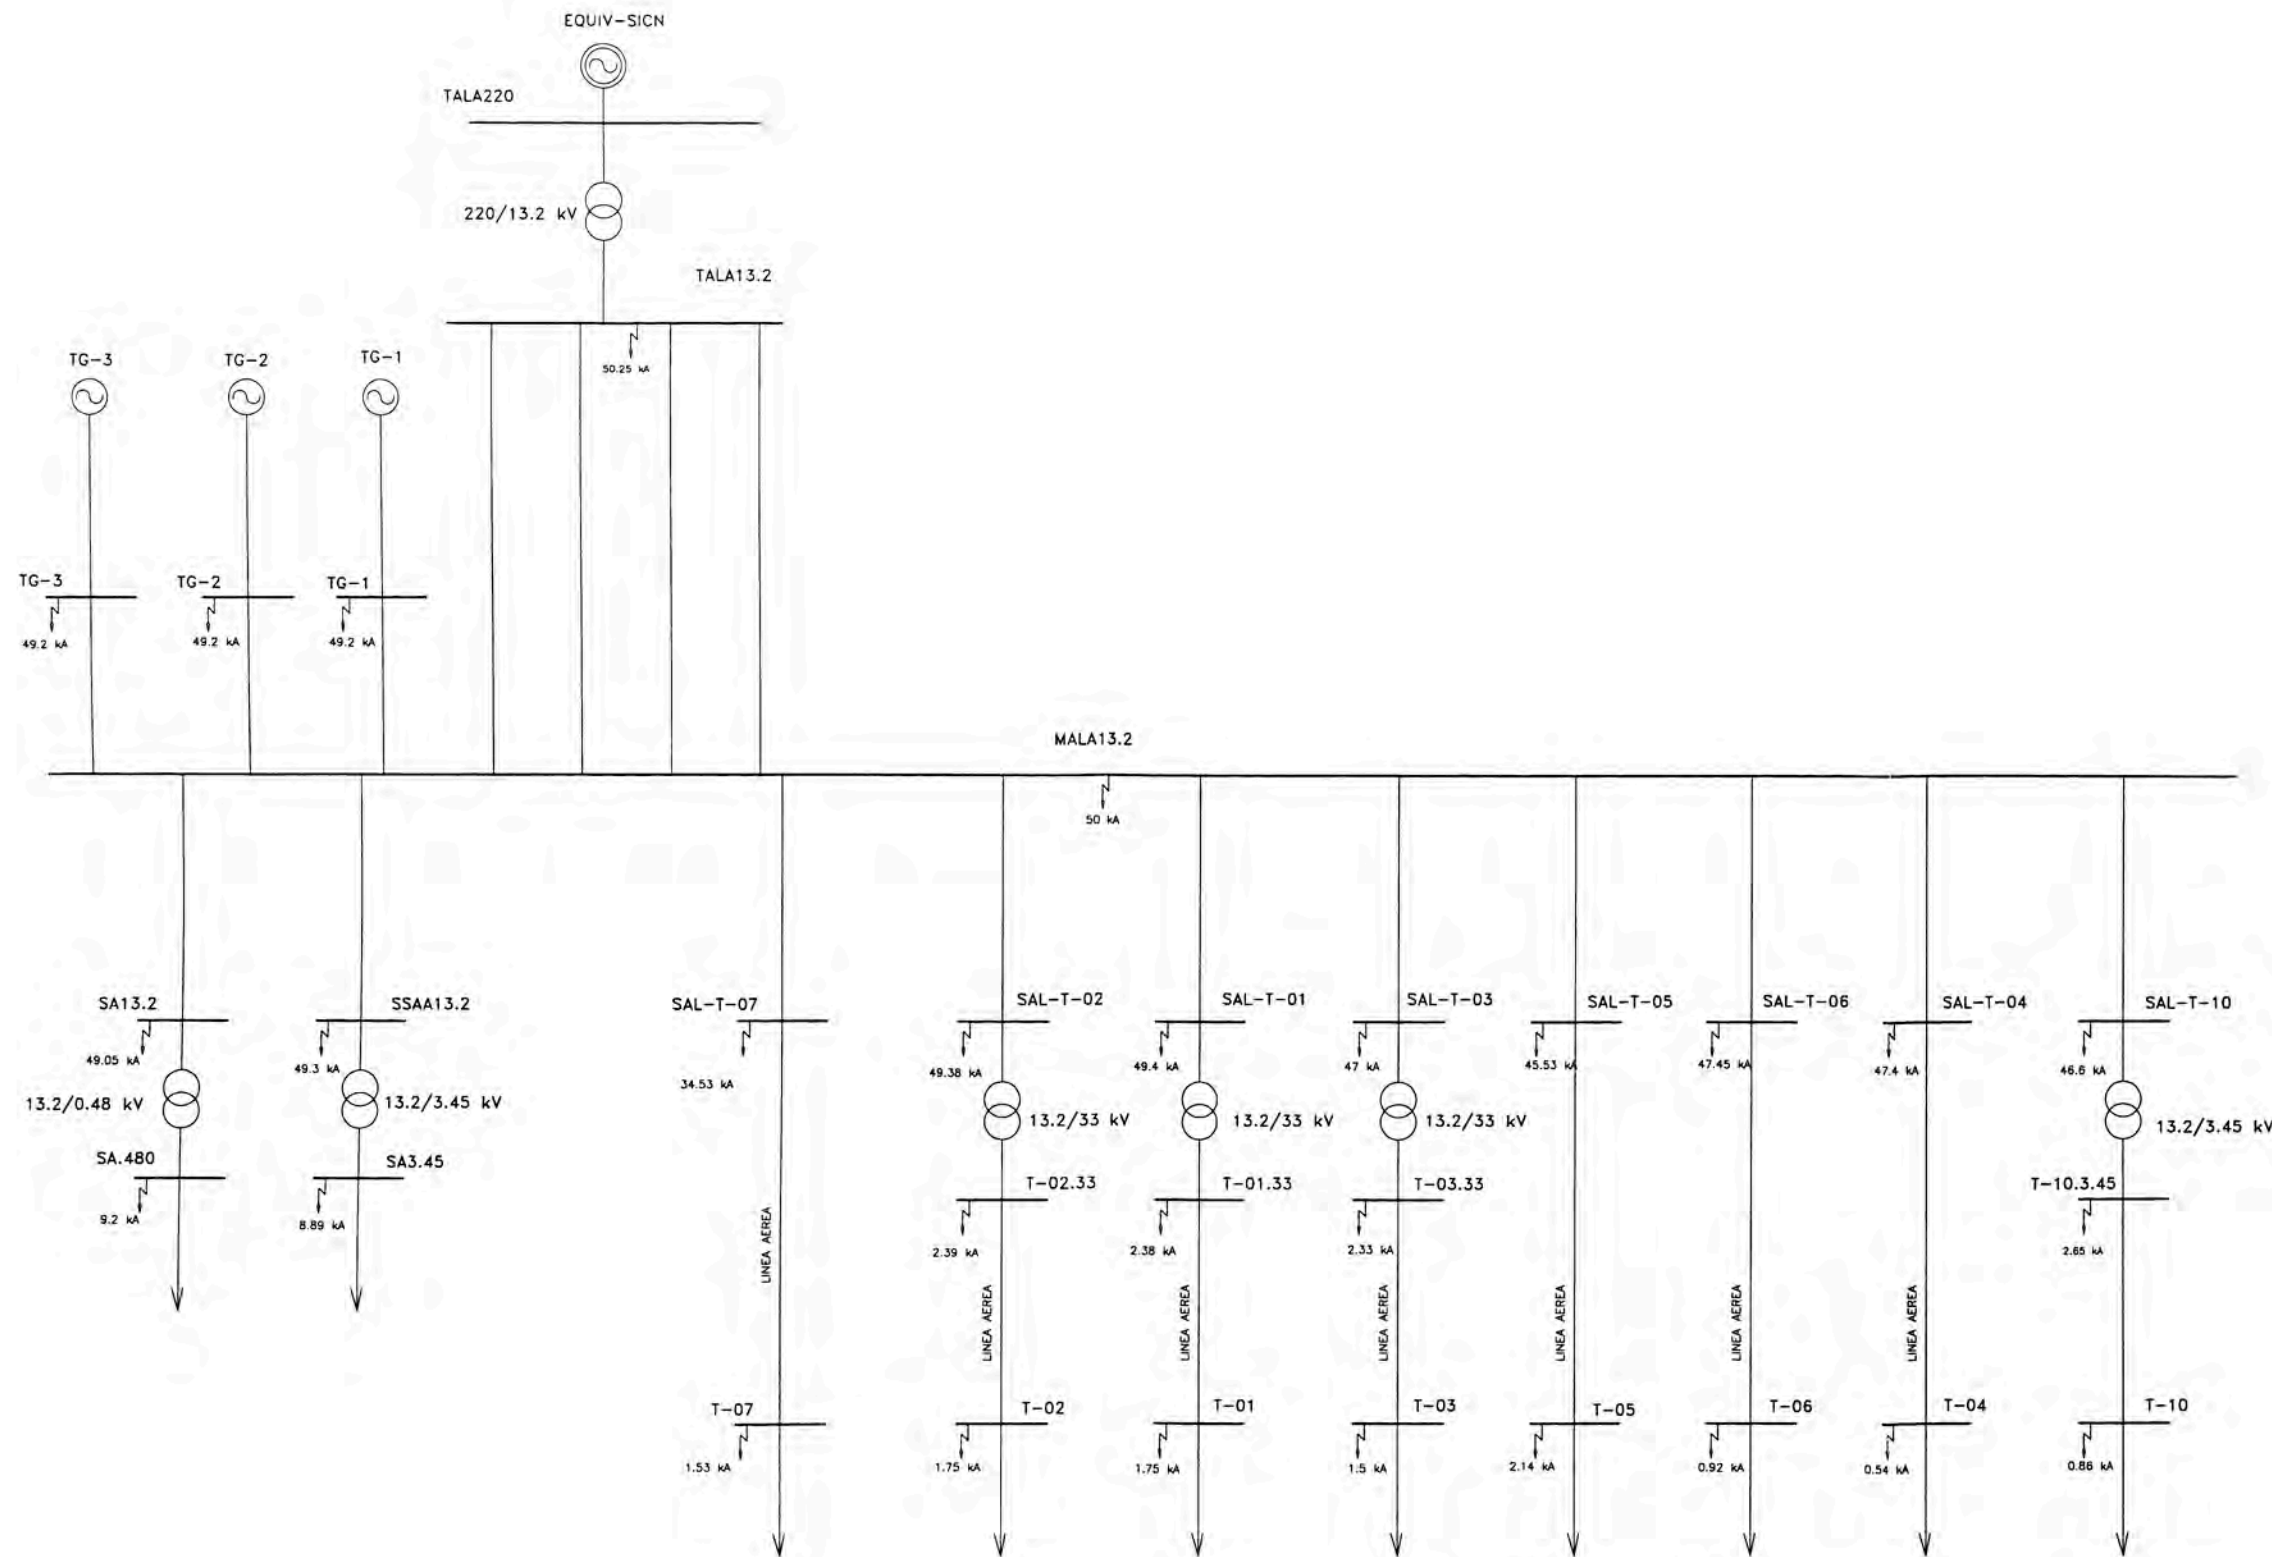 EQUIV-SICN
TALA220
220/13.2 kV
TALA13.2
50.25 kA
TG-3
TG-2
TG-1
TG-3
TG-2
TG-1
49.2 kA
49.2 kA
49.2 kA
MALA13.2
50 kA
SA13.2
SSAA13.2
SAL-T-07
SAL-T-02
SAL-T-01
SAL-T-03
SAL-T-05
SAL-T-06
SAL-T-04
SAL-T-10
49.05 kA
49.3 kA
34.53 kA
49.38 kA
49.4 kA
47 kA
45.53 kA
47.45 kA
47.4 kA
46.6 kA
13.2/0.48 kV
13.2/3.45 kV
13.2/33 kV
13.2/33 kV
13.2/33 kV
13.2/3.45 kV
SA.480
SA3.45
T-02.33
T-01.33
T-03.33
T-10.3.45
9.2 kA
8.89 kA
2.39 kA
2.38 kA
2.33 kA
2.65 kA
LINEA AEREA
LINEA AEREA
LINEA AEREA
LINEA AEREA
LINEA AEREA
LINEA AEREA
LINEA AEREA
T-07
T-02
T-01
T-03
T-05
T-06
T-04
T-10
1.53 kA
1.75 kA
1.75 kA
1.5 kA
2.14 kA
0.92 kA
0.54 kA
0.86 kA